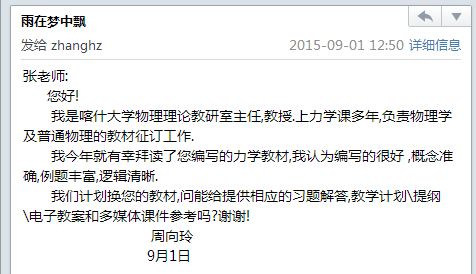 雨在梦中飘
发给 zhanghz 2015-09-01 12:50 详细信息
张老师:
您好!
我是喀什大学物理理论教研室主任,教授.上力学课多年,负责物理学
及普通物理的教材征订工作.
我今年就有幸拜读了您编写的力学教材,我认为编写的很好 ,概念准
确,例题丰富,逻辑清晰.
我们计划换您的教材,问能给提供相应的习题解答,教学计划\提纲
\电子教案和多媒体课件参考吗?谢谢!
周向玲
9月1日